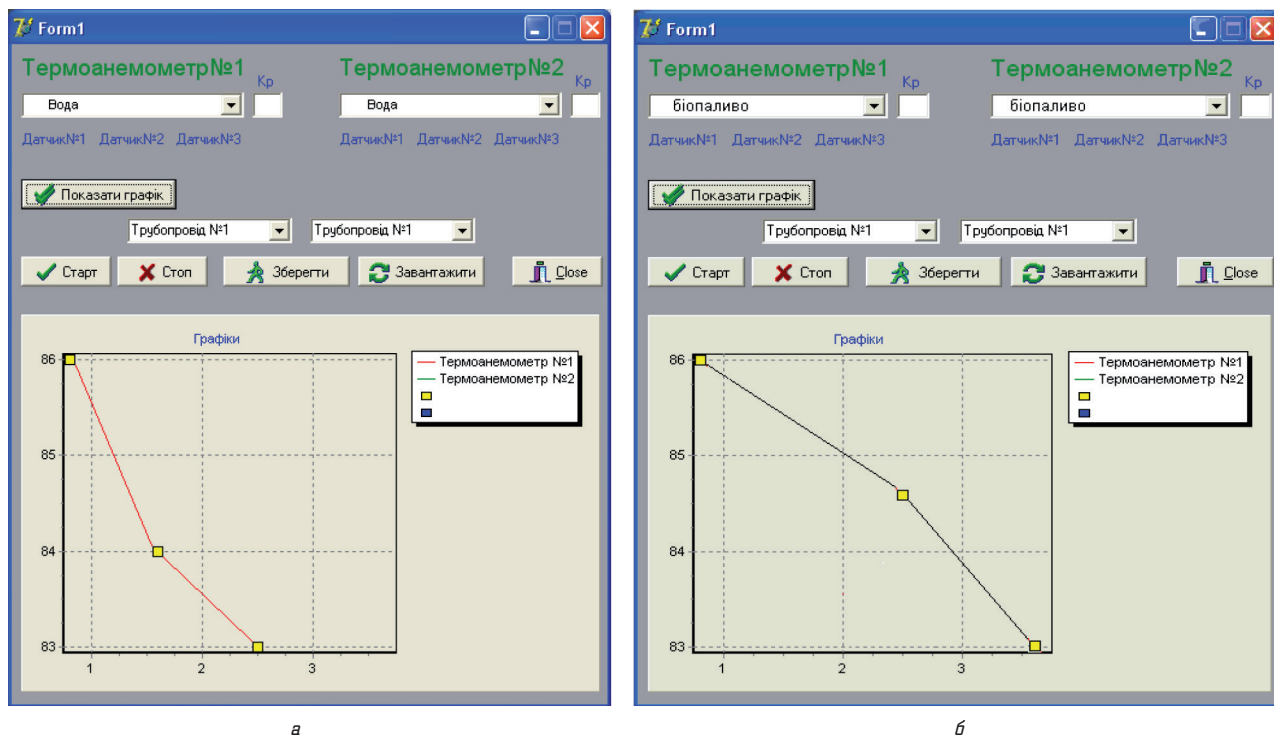 Form1
Термоанемометр№1 Термоанемометр№2
Кр Кр
Вода Вода
Датчик№1 Датчик№2 Датчик№3 Датчик№1 Датчик№2 Датчик№3
Показати графік
Трубопровід №1 Трубопровід №1
Старт Стоп Зберегти Завантажити Close
Графіки
Термоанемометр №1
Термоанемометр №2
86
85
84
83
1 2 3
а
Form1
Термоанемометр№1 Термоанемометр№2
Кр Кр
біопаливо біопаливо
Датчик№1 Датчик№2 Датчик№3 Датчик№1 Датчик№2 Датчик№3
Показати графік
Трубопровід №1 Трубопровід №1
Старт Стоп Зберегти Завантажити Close
Графіки
Термоанемометр №1
Термоанемометр №2
86
85
84
83
1 2 3
б